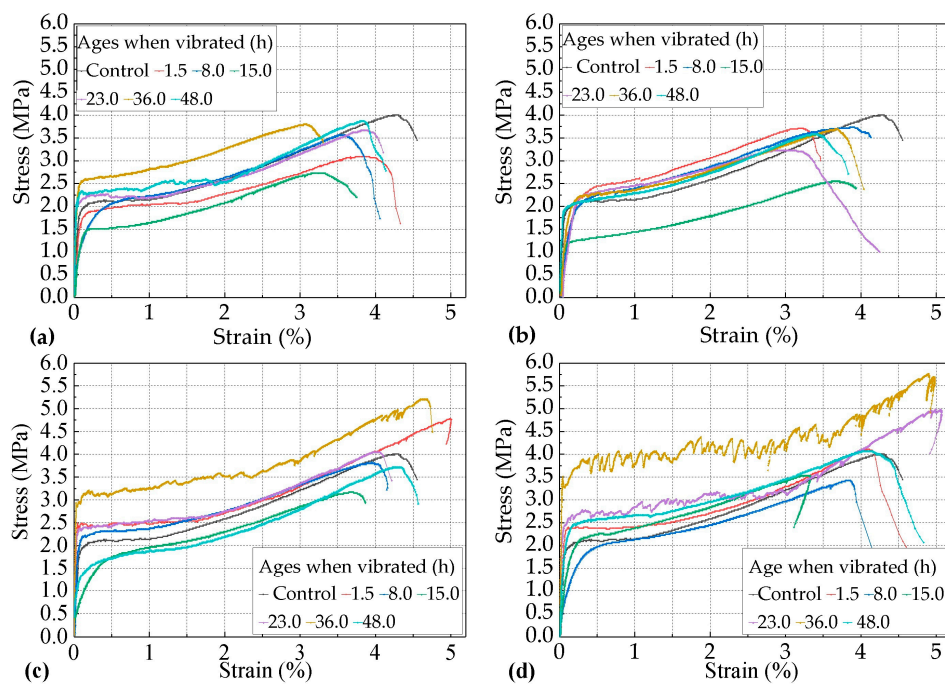 6.0
5.5
5.0
4.5
4.0
3.5
3.0
2.5
2.0
1.5
1.0
0.5
0.0
Stress (MPa)
Ages when vibrated (h)
Control 1.5 8.0 15.0
23.0 36.0 48.0
0 1 2 3 4 5
Strain (%)
(a)
6.0
5.5
5.0
4.5
4.0
3.5
3.0
2.5
2.0
1.5
1.0
0.5
0.0
Stress (MPa)
Ages when vibrated (h)
Control 1.5 8.0 15.0
23.0 36.0 48.0
0 1 2 3 4 5
Strain (%)
(b)
6.0
5.5
5.0
4.5
4.0
3.5
3.0
2.5
2.0
1.5
1.0
0.5
0.0
Stress (MPa)
Ages when vibrated (h)
Control 1.5 8.0 15.0
23.0 36.0 48.0
0 1 2 3 4 5
Strain (%)
(c)
6.0
5.5
5.0
4.5
4.0
3.5
3.0
2.5
2.0
1.5
1.0
0.5
0.0
Stress (MPa)
Age when vibrated (h)
Control 1.5 8.0 15.0
23.0 36.0 48.0
0 1 2 3 4 5
Strain (%)
(d)